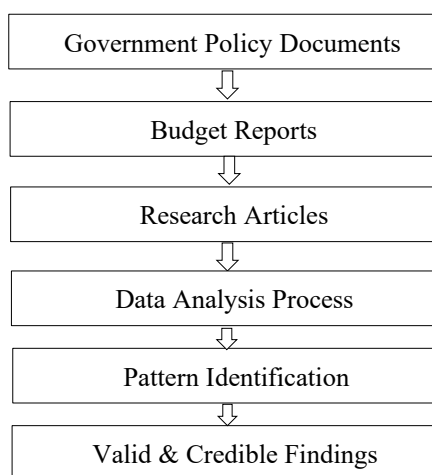 Government Policy Documents
Budget Reports
Research Articles
Data Analysis Process
Pattern Identification
Valid & Credible Findings